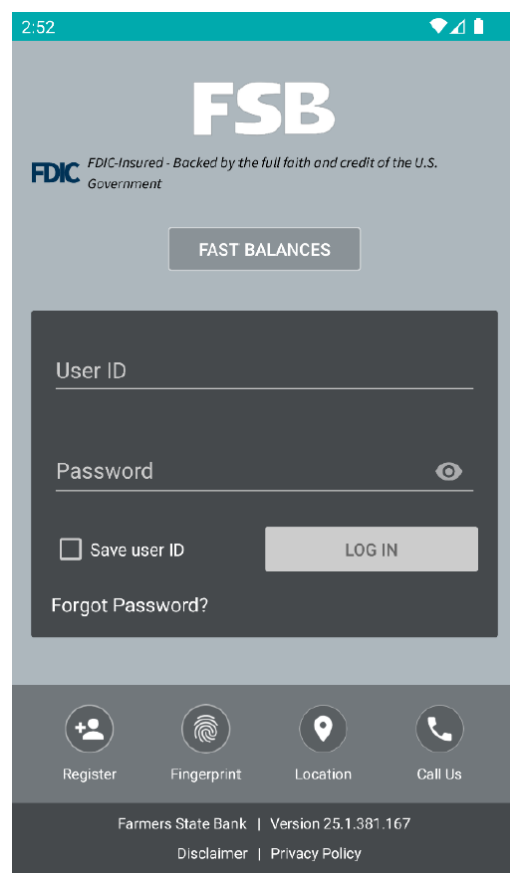 2:52
FSB
FDIC FDIC-Insured - Backed by the full faith and credit of the U.S.
Government
FAST BALANCES
User ID
Password
Save user ID
LOG IN
Forgot Password?
Register Fingerprint Location Call Us
Farmers State Bank | Version 25.1.381.167
Disclaimer | Privacy Policy